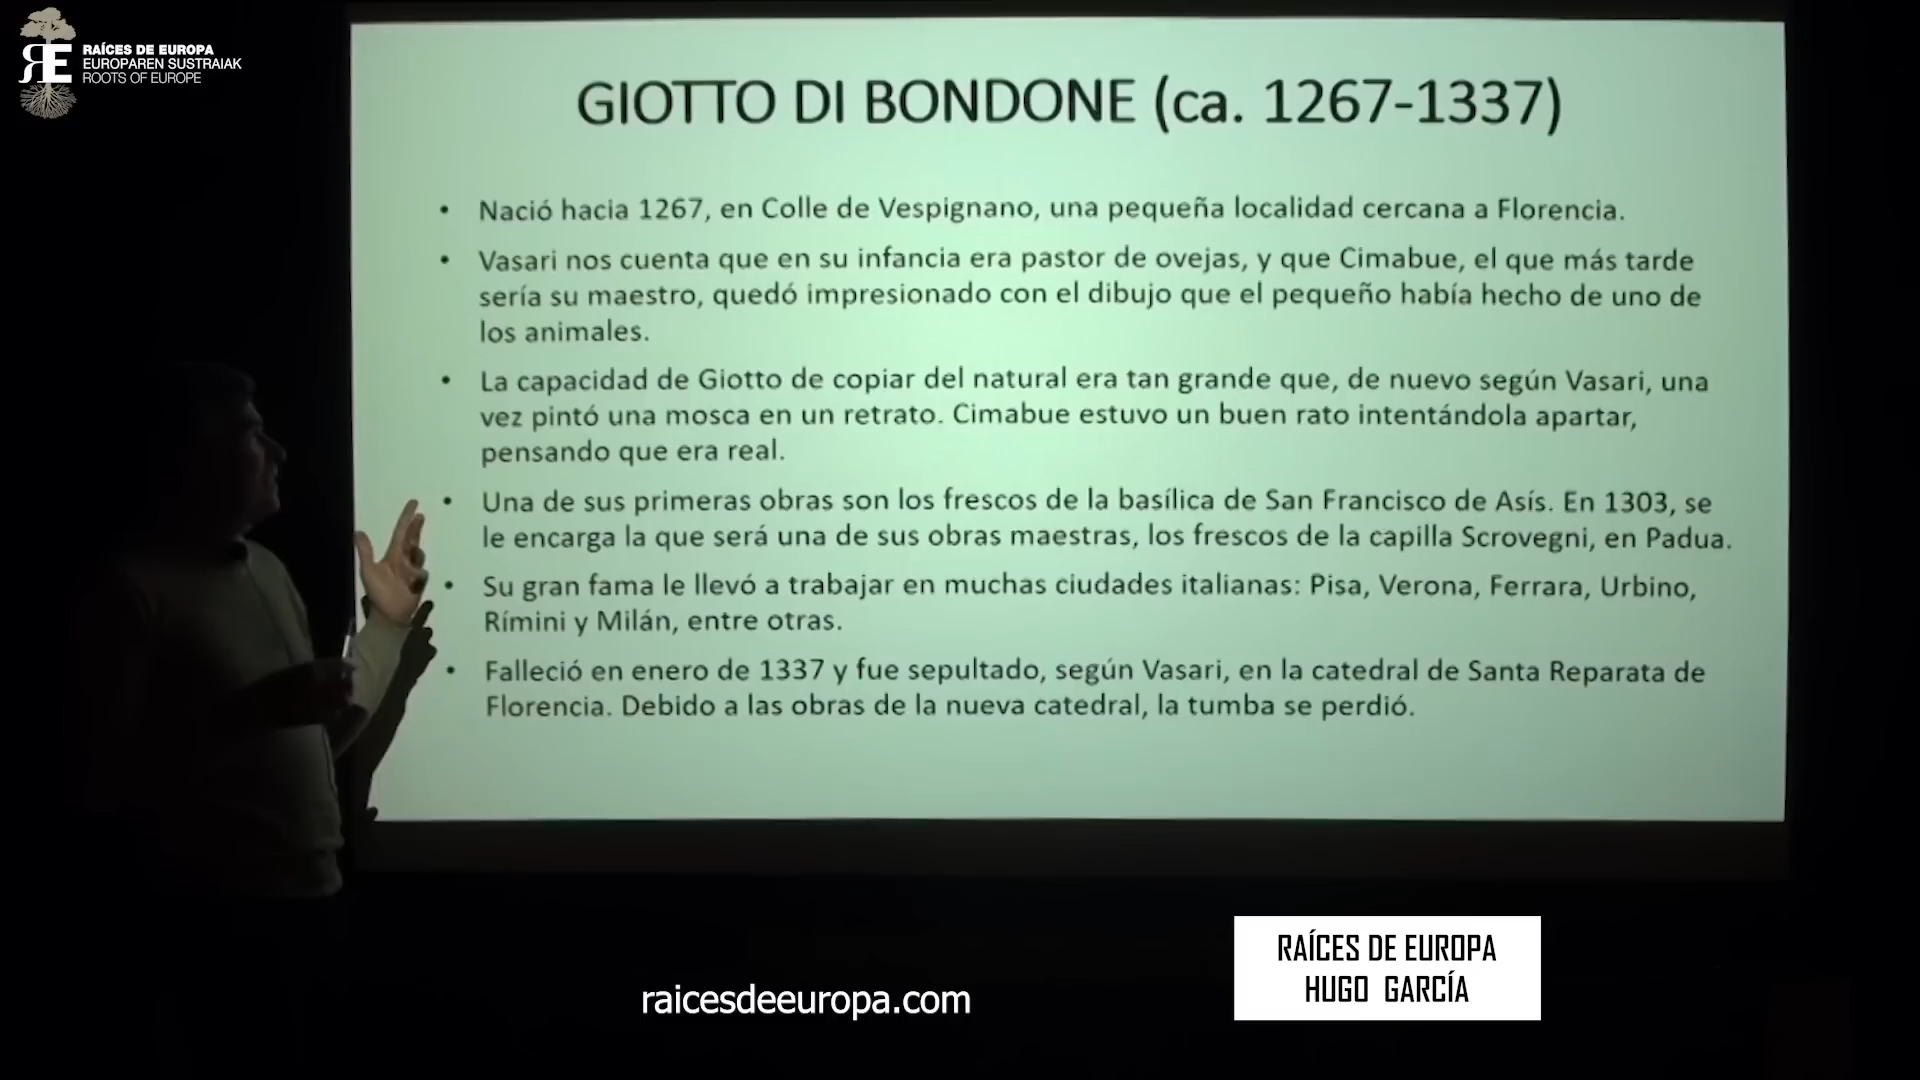 RAÍCES DE EUROPA
EUROPAREN SUSTRAIAK
ROOTS OF EUROPE
RE
GIOTTO DI BONDONE (ca. 1267-1337)
• Nació hacia 1267, en Colle de Vespignano, una pequeña localidad cercana a Florencia.
• Vasari nos cuenta que en su infancia era pastor de ovejas, y que Cimabue, el que más tarde
sería su maestro, quedó impresionado con el dibujo que el pequeño había hecho de uno de
los animales.
• La capacidad de Giotto de copiar del natural era tan grande que, de nuevo según Vasari, una
vez pintó una mosca en un retrato. Cimabue estuvo un buen rato intentándola apartar,
pensando que era real.
• Una de sus primeras obras son los frescos de la basílica de San Francisco de Asís. En 1303, se
le encarga la que será una de sus obras maestras, los frescos de la capilla Scrovegni, en Padua.
• Su gran fama le llevó a trabajar en muchas ciudades italianas: Pisa, Verona, Ferrara, Urbino,
Rímini y Milán, entre otras.
• Falleció en enero de 1337 y fue sepultado, según Vasari, en la catedral de Santa Reparata de
Florencia. Debido a las obras de la nueva catedral, la tumba se perdió.
RAÍCES DE EUROPA
HUGO GARCÍA
raicesdeeuropa.com